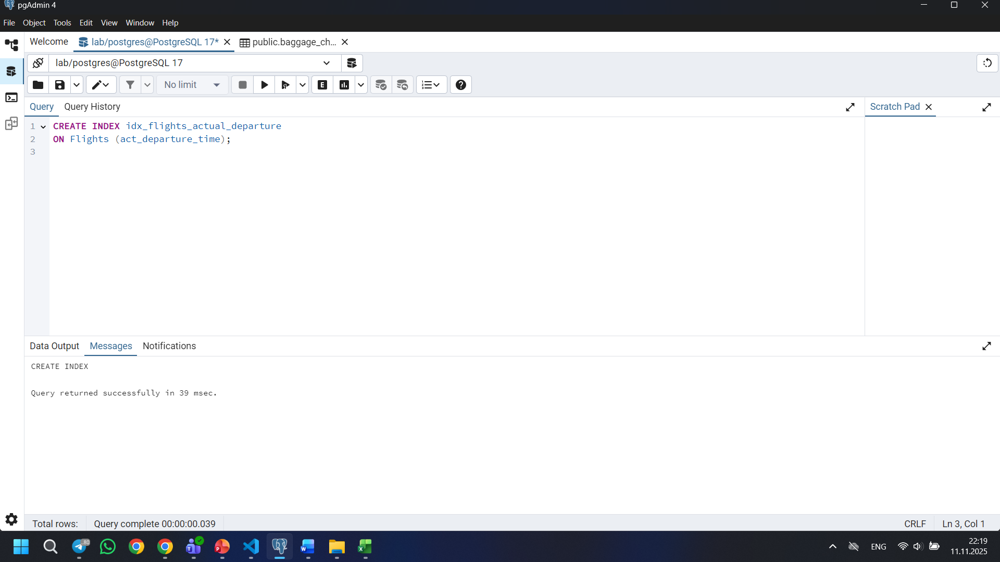 pgAdmin 4
File Object Tools Edit View Window Help
Welcome lab/postgres@PostgreSQL 17* public.baggage_ch...
lab/postgres@PostgreSQL 17
No limit E
Query Query History Scratch Pad
1 CREATE INDEX idx_flights_actual_departure
2 ON Flights (act_departure_time);
3
Data Output Messages Notifications
CREATE INDEX
Query returned successfully in 39 msec.
Total rows: Query complete 00:00:00.039 CRLF Ln 3, Col 1
..80 ENG 22:19
11.11.2025